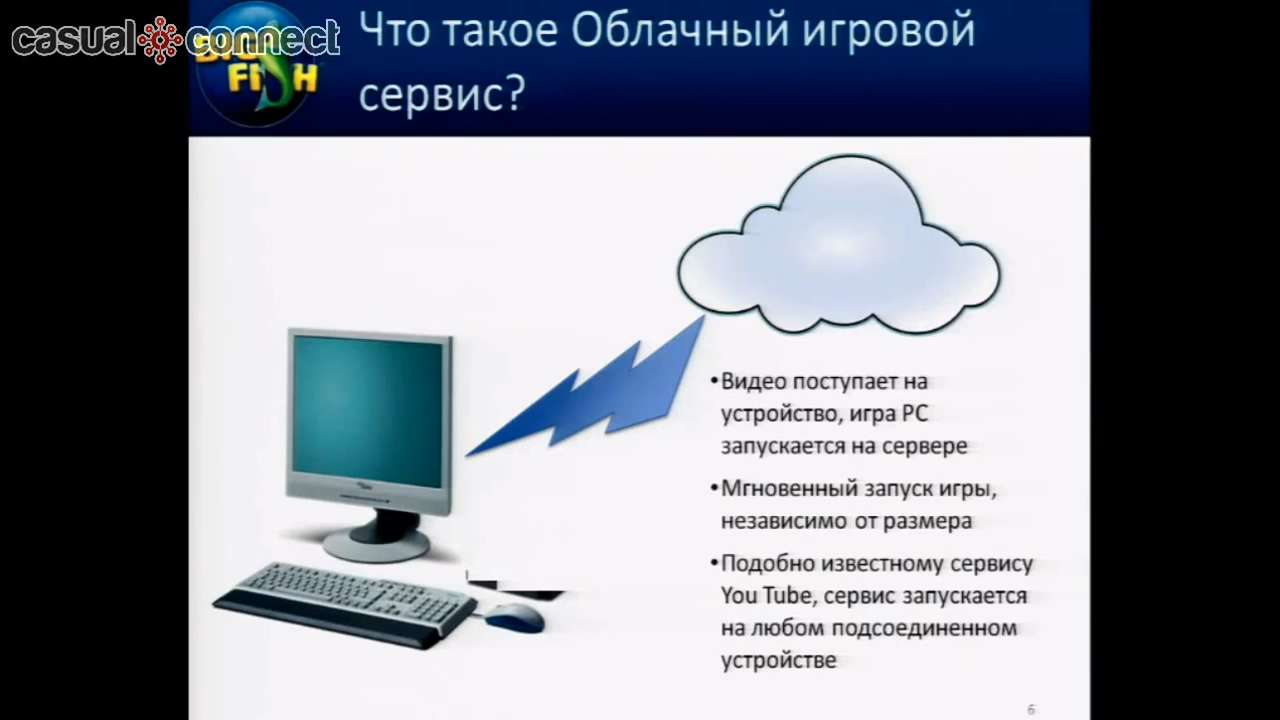 casual connect
BIG
FISH
Что такое Облачный игровой
сервис?
•Видео поступает на
устройство, игра PC
запускается на сервере
•Мгновенный запуск игры,
независимо от размера
•Подобно известному сервису
You Tube, сервис запускается
на любом подсоединенном
устройстве
6